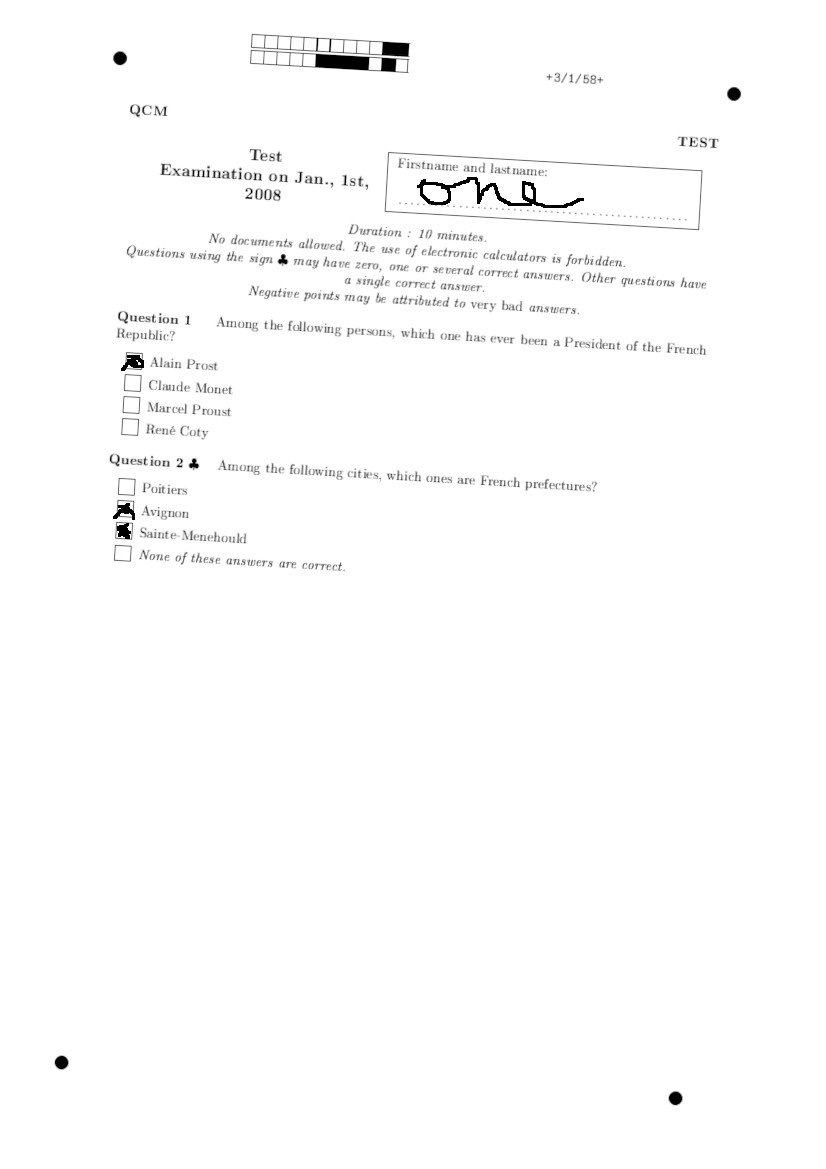 +3/1/58+
QCM
TEST
Test
Examination on Jan., 1st,
2008
Firstname and lastname:
one
Duration : 10 minutes.
No documents allowed. The use of electronic calculators is forbidden.
Questions using the sign ♣ may have zero, one or several correct answers. Other questions have
a single correct answer.
Negative points may be attributed to very bad answers.
Question 1 Among the following persons, which one has ever been a President of the French
Republic?
Alain Prost
Claude Monet
Marcel Proust
René Coty
Question 2 ♣ Among the following cities, which ones are French prefectures?
Poitiers
Avignon
Sainte-Menehould
None of these answers are correct.